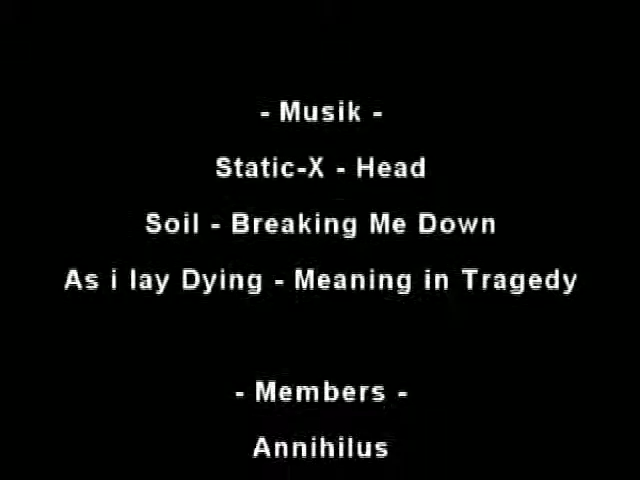 - Musik -
Static-X - Head
Soil - Breaking Me Down
As i lay Dying - Meaning in Tragedy
- Members -
Annihilus